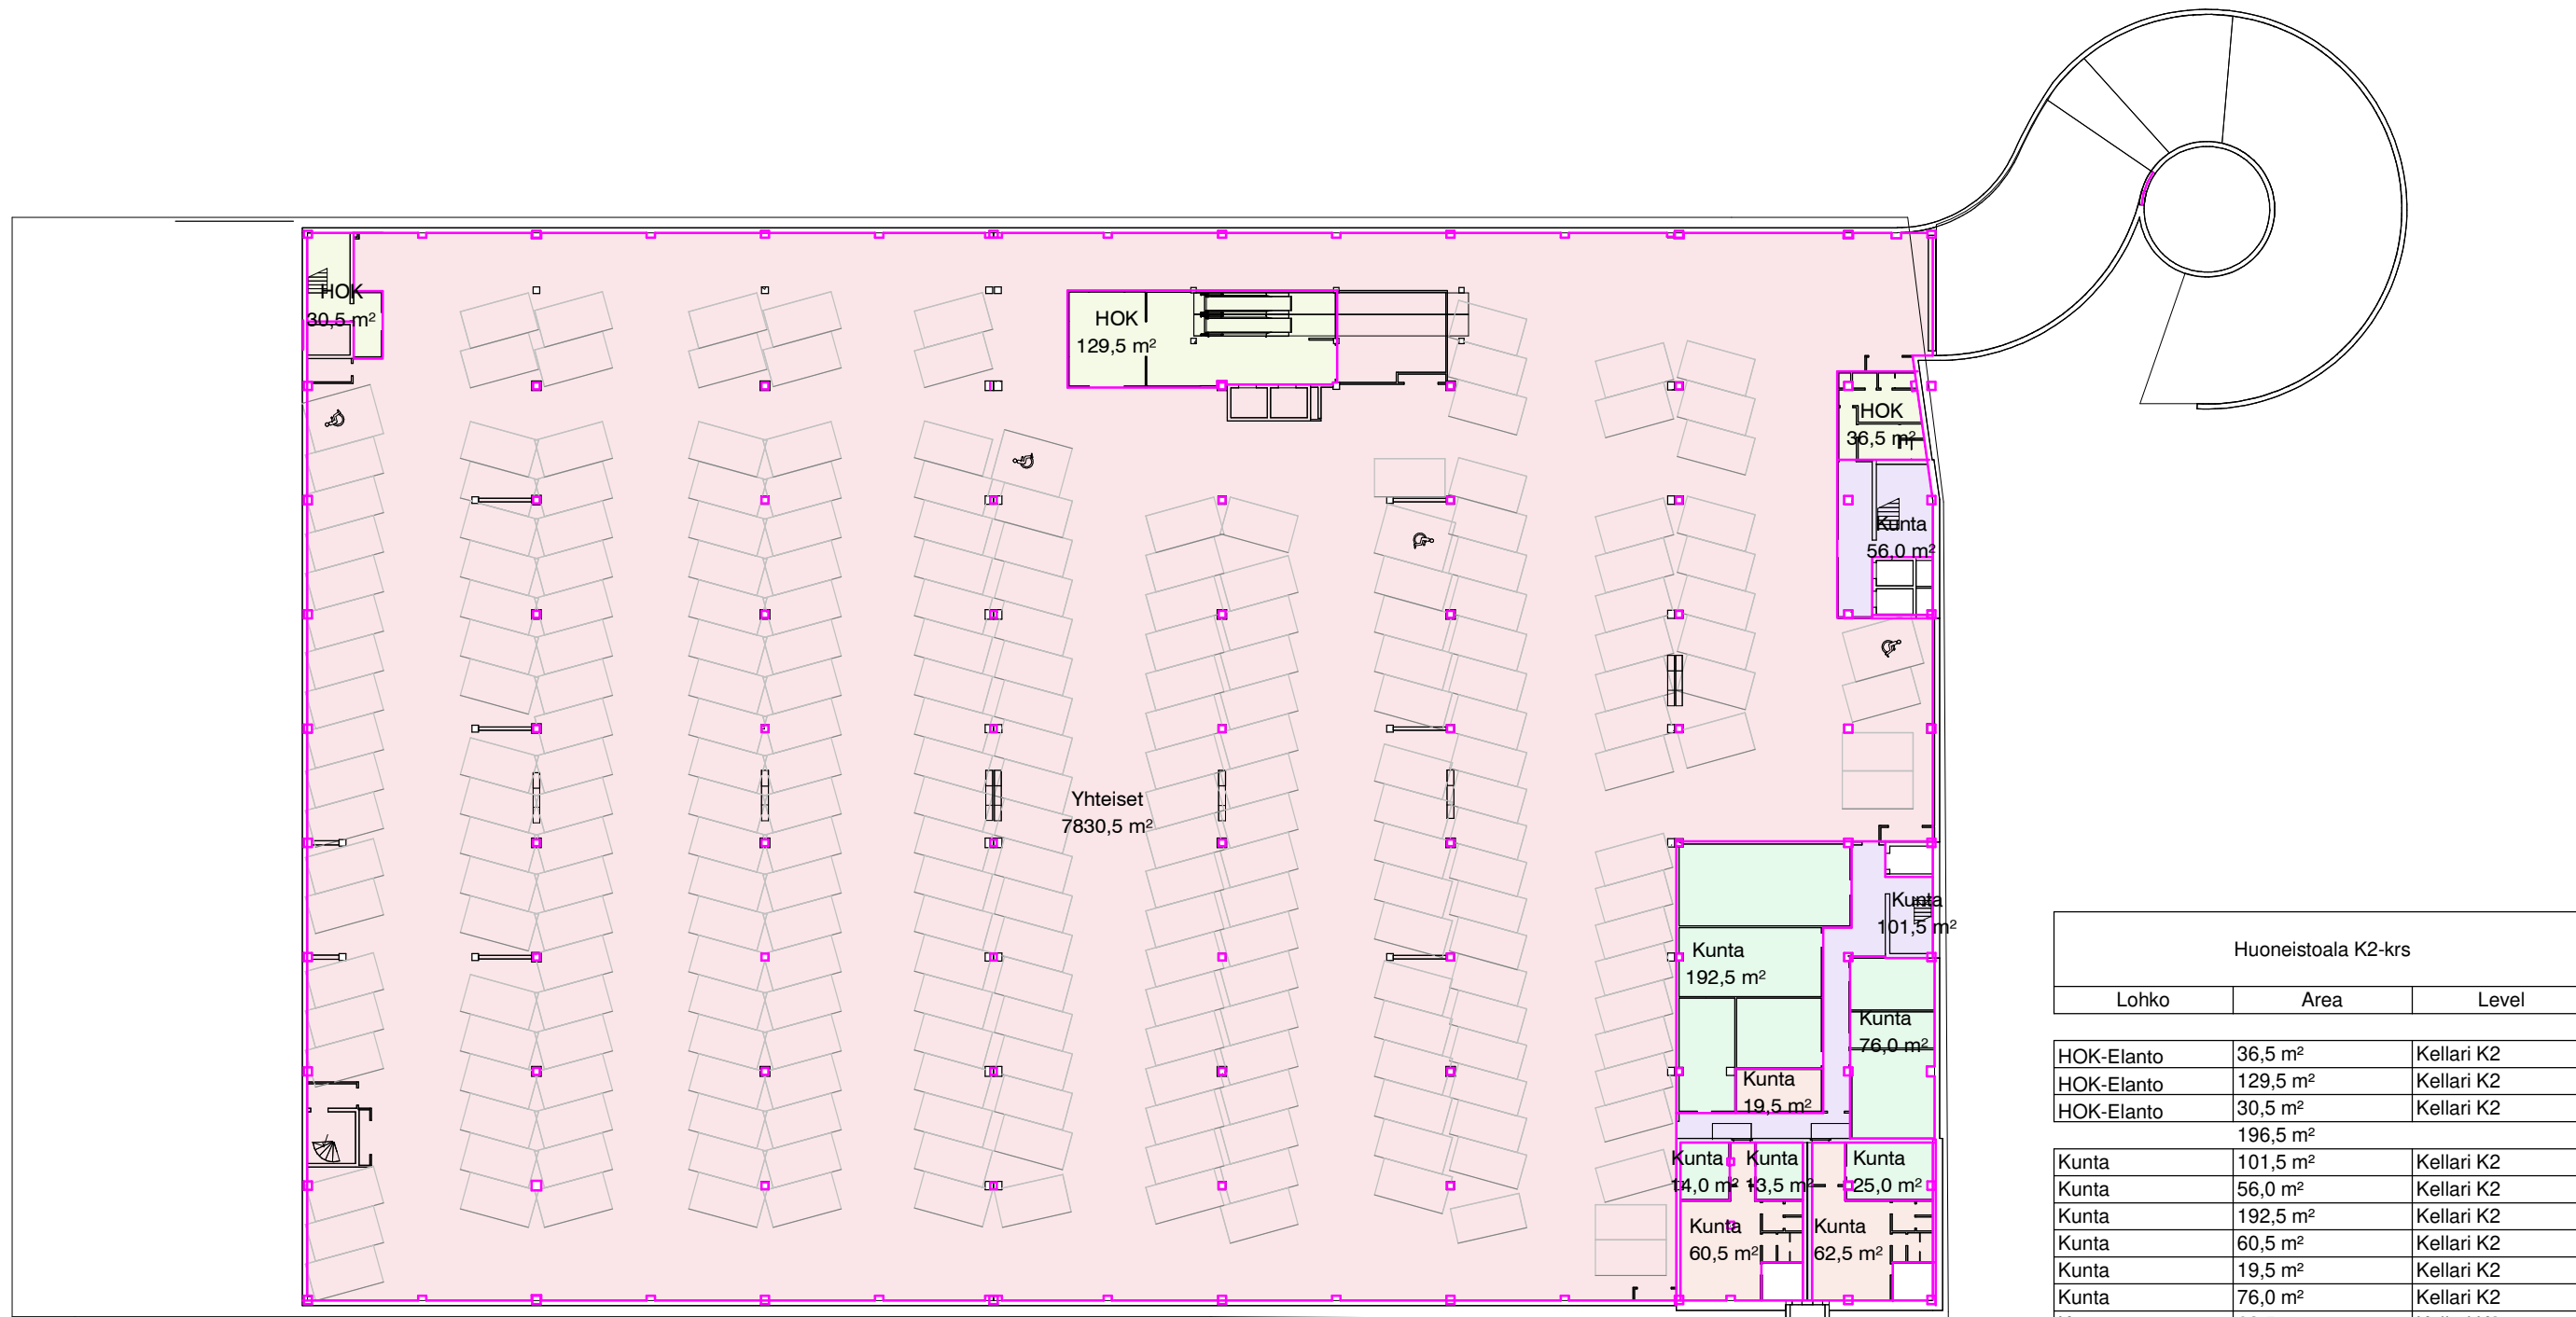 HOK
30,5 m²
HOK
129,5 m²
HOK
36,5 m²
Kunta
56,0 m²
Yhteiset
7830,5 m²
Kunta
101,5 m²
Kunta
192,5 m²
Kunta
76,0 m²
Kunta
19,5 m²
Kunta
14,0 m²
Kunta
13,5 m²
Kunta
25,0 m²
Kunta
60,5 m²
Kunta
62,5 m²
Huoneistoala K2-krs
Lohko Area Level
HOK-Elanto 36,5 m² Kellari K2
HOK-Elanto 129,5 m² Kellari K2
HOK-Elanto 30,5 m² Kellari K2
196,5 m²
Kunta 101,5 m² Kellari K2
Kunta 56,0 m² Kellari K2
Kunta 192,5 m² Kellari K2
Kunta 60,5 m² Kellari K2
Kunta 19,5 m² Kellari K2
Kunta 76,0 m² Kellari K2